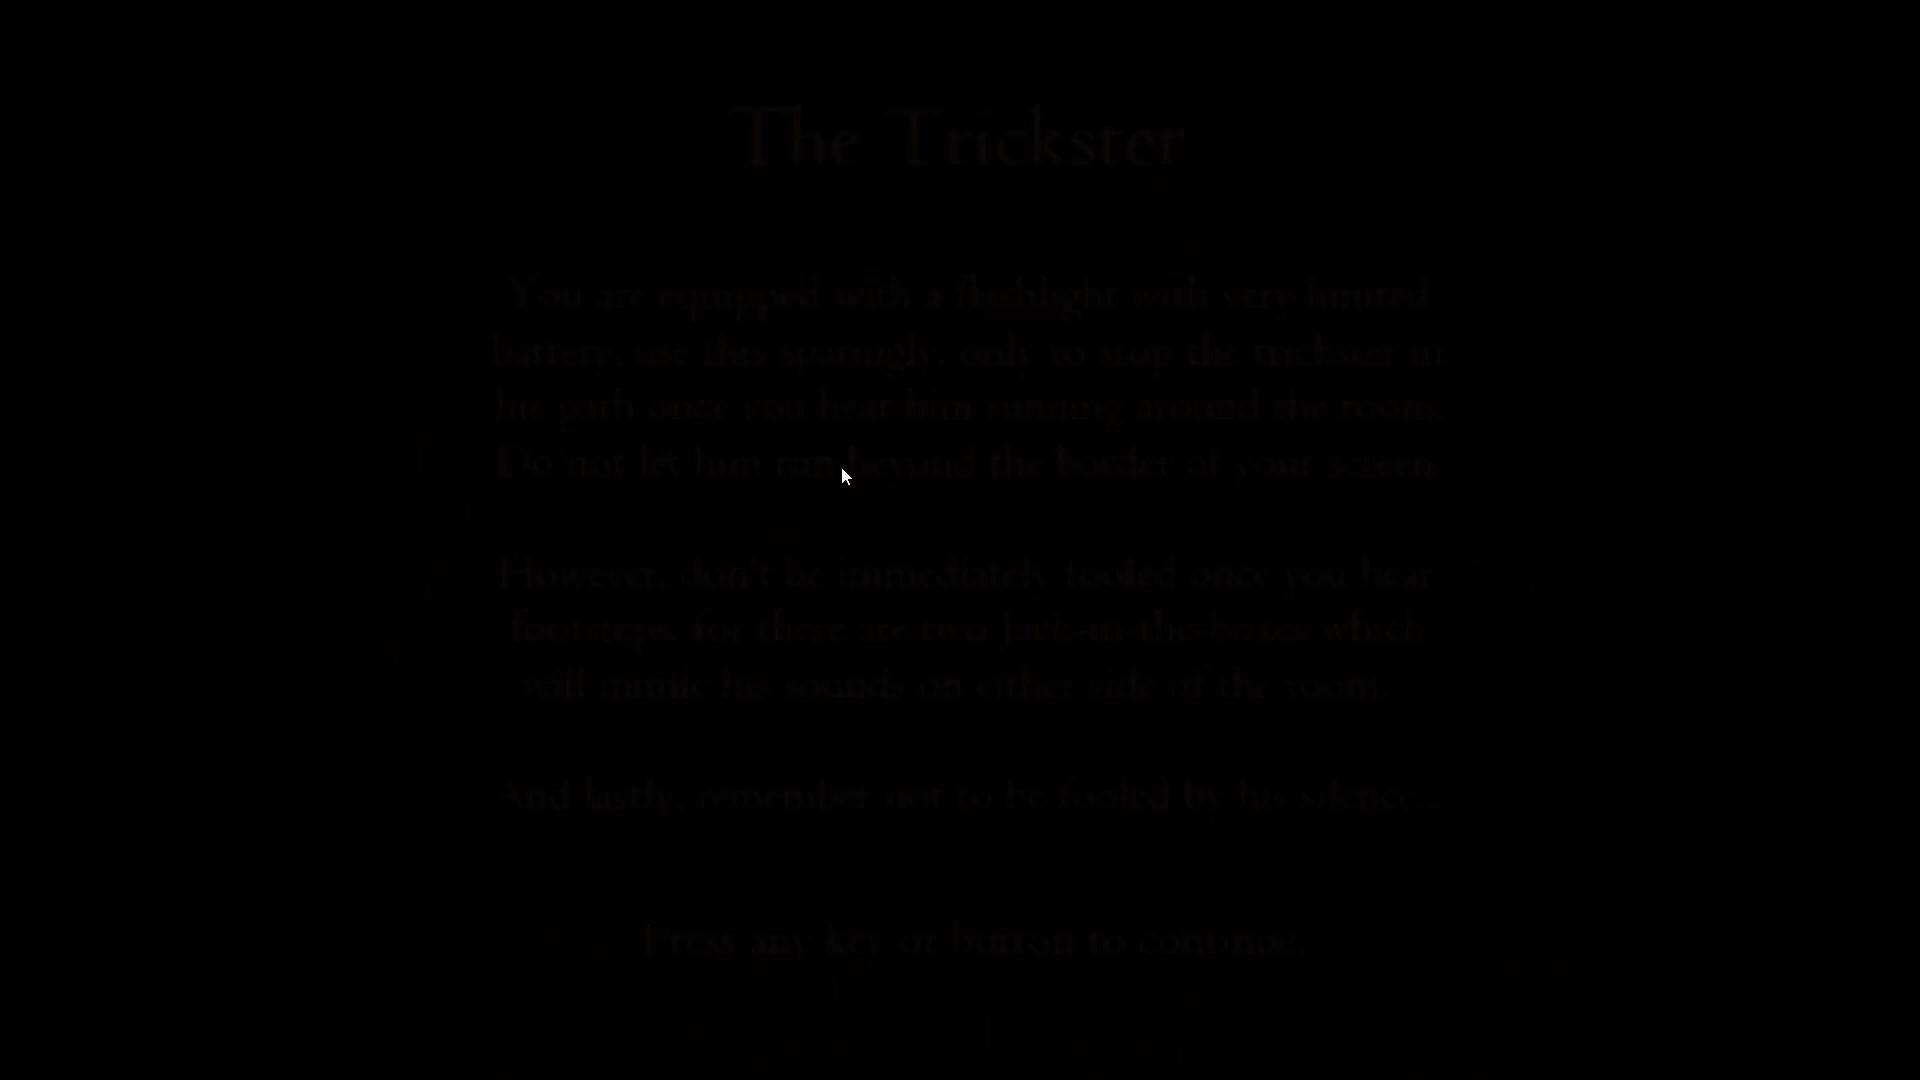 The Trickster
You are equipped with a flashlight with very limited
battery, use this sparingly, only to stop the trickster in
his path once you hear him running around the room.
Do not let him run beyond the border of your screen.
However, don't be immediately fooled once you hear
footsteps, for there are two Jack-in-the-boxes which
will mimic his sounds on either side of the room.
And lastly, remember not to be fooled by his silence...
Press any key or button to continue.